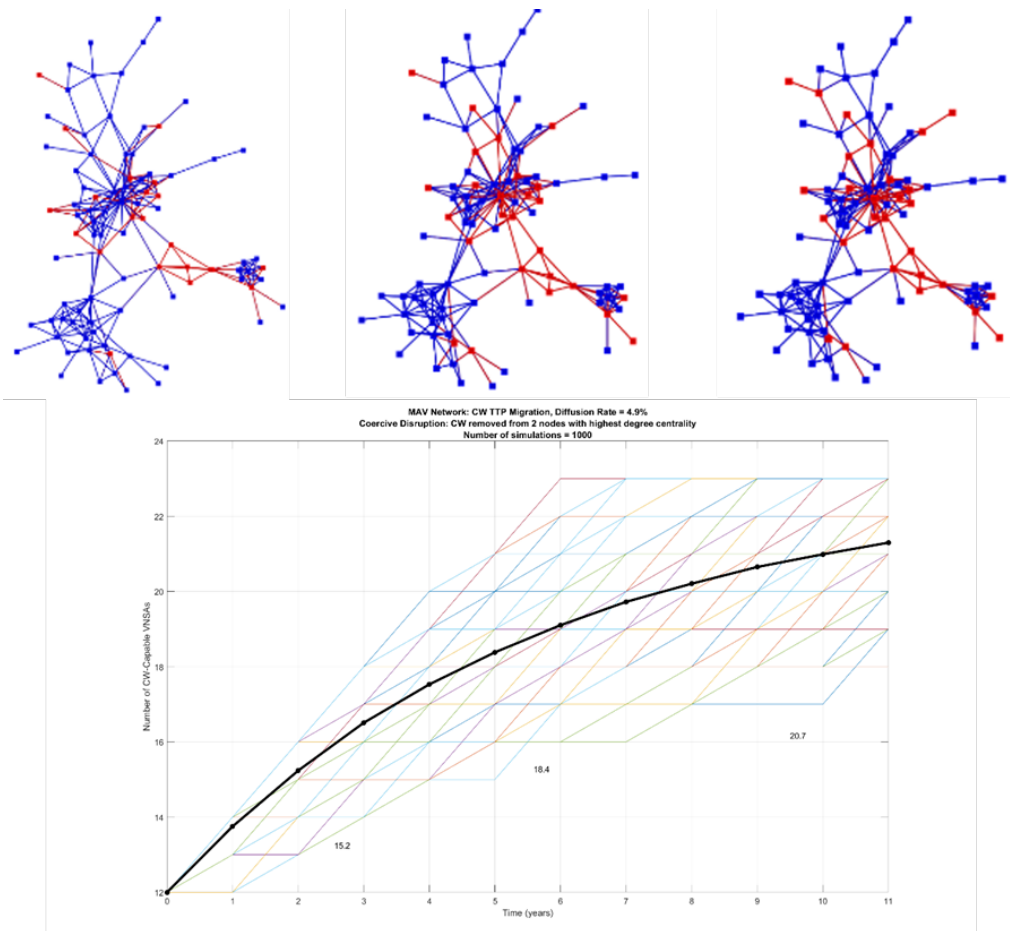 MAV Network: CW TTP Migration, Diffusion Rate = 4.9%
Coercive Disruption: CW removed from 2 nodes with highest degree centrality
Number of simulations = 1000
24
22
20
18
16
14
12
Number of CW-Capable VNSAs
20.7
18.4
15.2
0 1 2 3 4 5 6 7 8 9 10 11
Time (years)